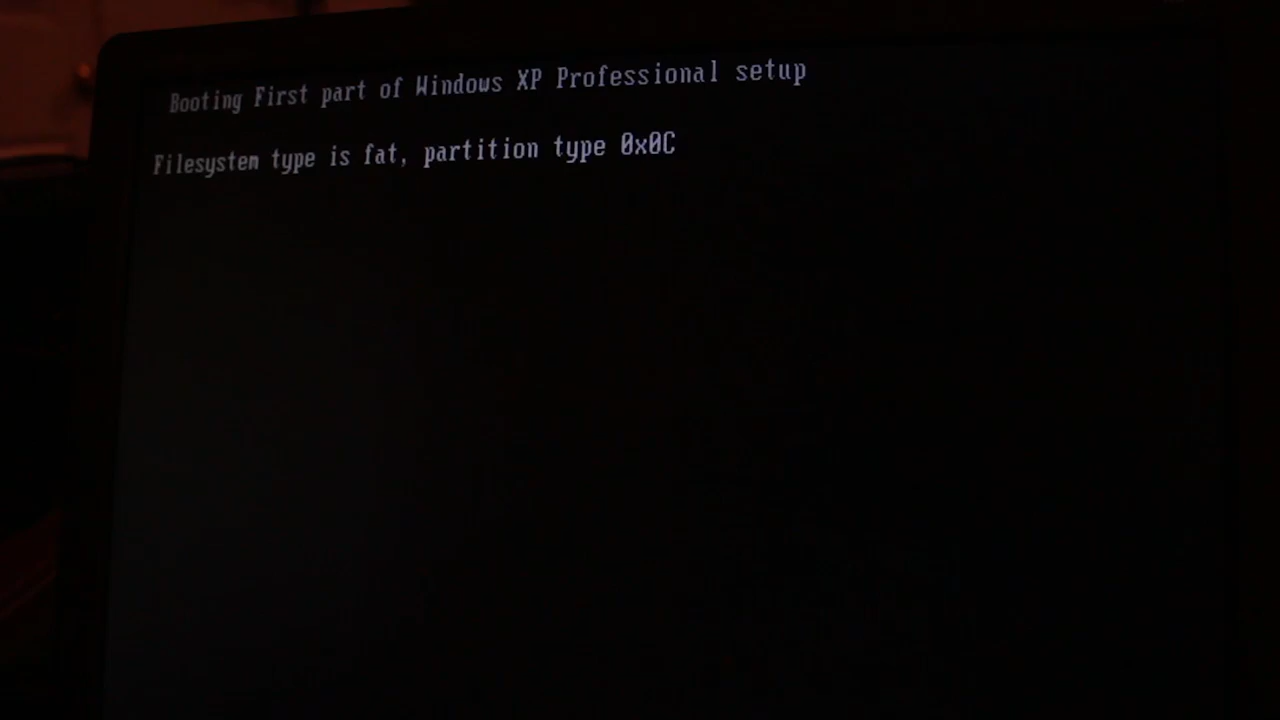 Booting First part of Windows XP Professional setup
Filesystem type is fat, partition type 0x0C